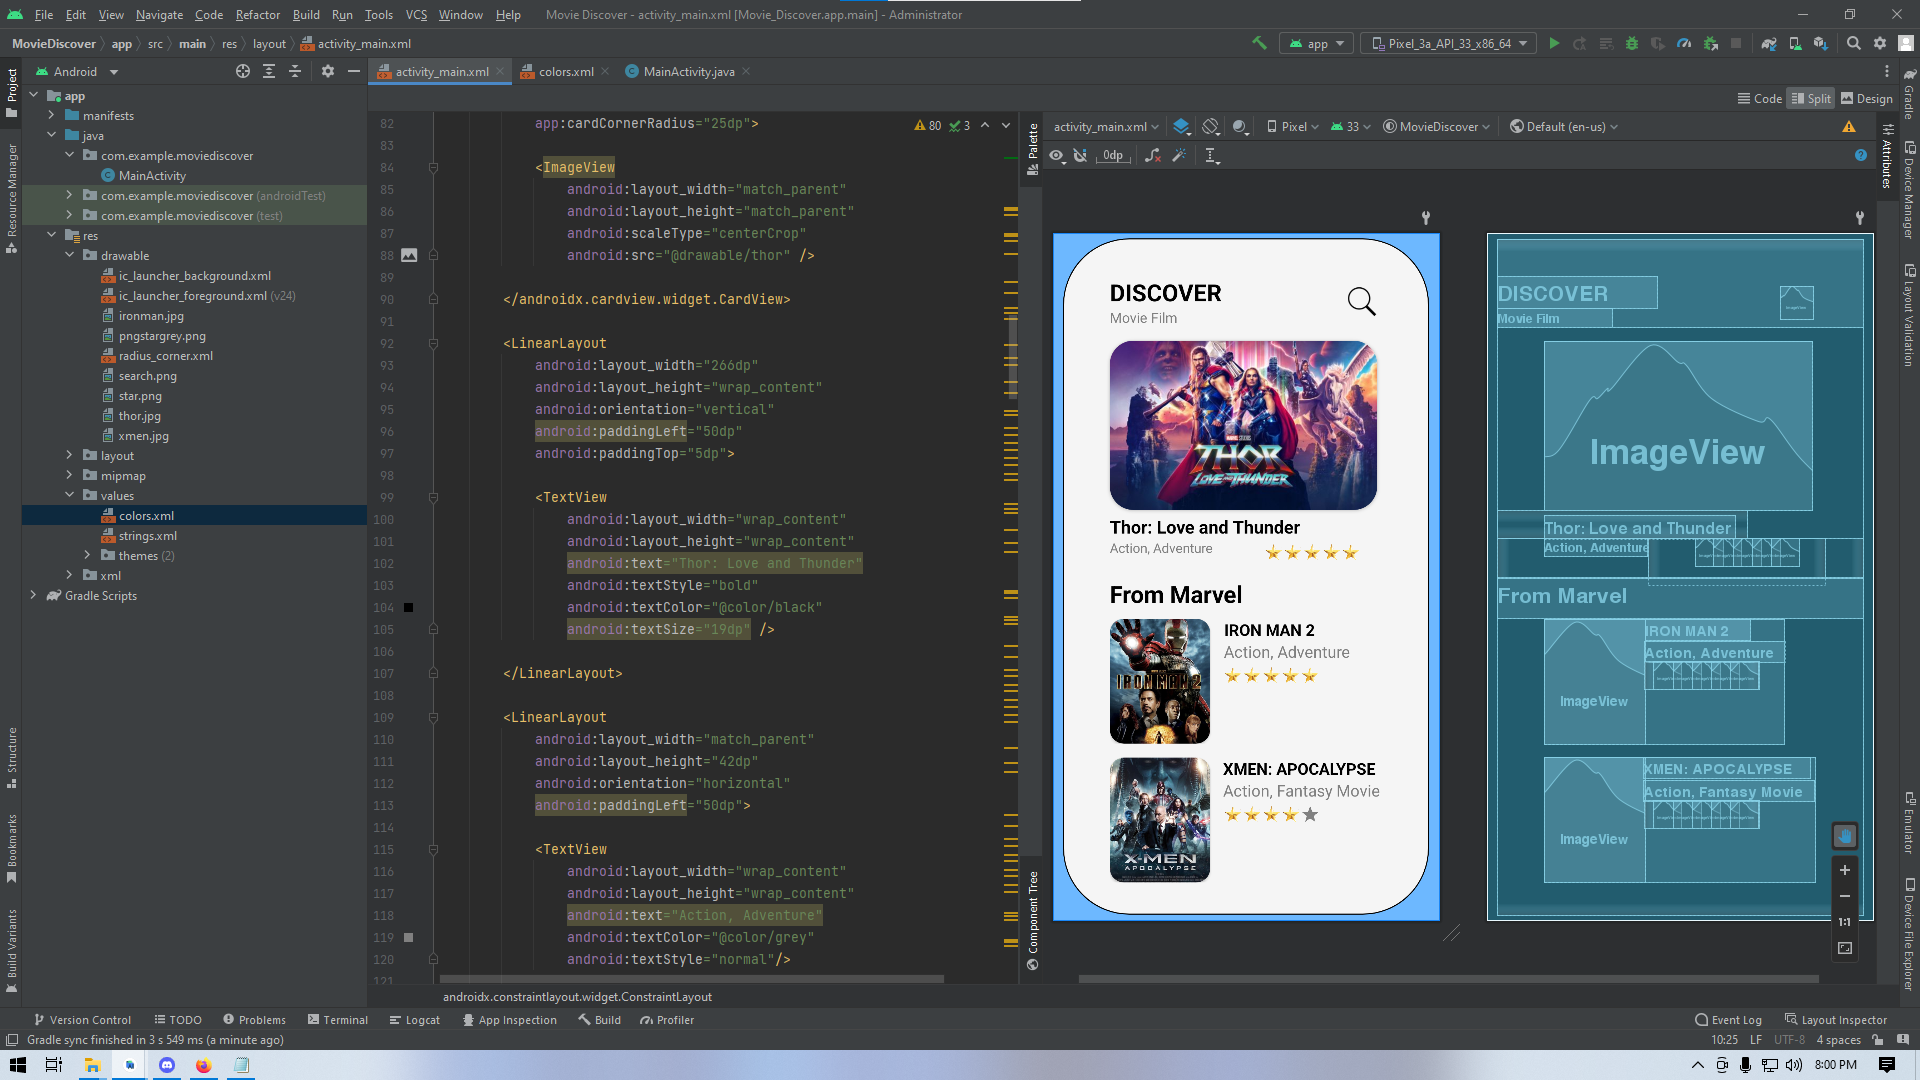 File Edit View Navigate Code Refactor Build Run Tools VCS Window Help Movie Discover - activity_main.xml [Movie_Discover.app.main] - Administrator
MovieDiscover app src main res layout activity_main.xml app Pixel_3a_API_33_x86_64
Project
Resource Manager
Structure
Bookmarks
Build Variants
Android
app
manifests
java
com.example.moviediscover
MainActivity
com.example.moviediscover (androidTest)
com.example.moviediscover (test)
res
drawable
ic_launcher_background.xml
ic_launcher_foreground.xml (v24)
ironman.jpg
pngstargrey.png
radius_corner.xml
search.png
star.png
thor.jpg
xmen.jpg
layout
mipmap
values
colors.xml
strings.xml
themes (2)
xml
Gradle Scripts
activity_main.xml colors.xml MainActivity.java
Code Split Design
80 3
82 app:cardCornerRadius="25dp">
83
84 <ImageView
85 android:layout_width="match_parent"
86 android:layout_height="match_parent"
87 android:scaleType="centerCrop"
88 android:src="@drawable/thor" />
89
90 </androidx.cardview.widget.CardView>
91
92 <LinearLayout
93 android:layout_width="266dp"
94 android:layout_height="wrap_content"
95 android:orientation="vertical"
96 android:paddingLeft="50dp"
97 android:paddingTop="5dp">
98
99 <TextView
100 android:layout_width="wrap_content"
101 android:layout_height="wrap_content"
102 android:text="Thor: Love and Thunder"
103 android:textStyle="bold"
104 android:textColor="@color/black"
105 android:textSize="19dp" />
106
107 </LinearLayout>
108
109 <LinearLayout
110 android:layout_width="match_parent"
111 android:layout_height="42dp"
112 android:orientation="horizontal"
113 android:paddingLeft="50dp">
114
115 <TextView
116 android:layout_width="wrap_content"
117 android:layout_height="wrap_content"
118 android:text="Action, Adventure"
119 android:textColor="@color/grey"
120 android:textStyle="normal"/>
121
androidx.constraintlayout.widget.ConstraintLayout
Palette
Component Tree
activity_main.xml Pixel 33 MovieDiscover Default (en-us)
0dp
DISCOVER
Movie Film
MARVEL STUDIOS
THOR
LOVE AND THUNDER
Thor: Love and Thunder
Action, Adventure
From Marvel
IRON MAN 2
IRON MAN 2
Action, Adventure
X-MEN
APOCALYPSE
XMEN: APOCALYPSE
Action, Fantasy Movie
DISCOVER
Movie Film
ImageView
Thor: Love and Thunder
Action, Adventure
From Marvel
ImageView
IRON MAN 2
Action, Adventure
ImageView
XMEN: APOCALYPSE
Action, Fantasy Movie
1:1
Attributes
Gradle
Device Manager
Layout Validation
Emulator
Device File Explorer
Version Control TODO Problems Terminal Logcat App Inspection Build Profiler Event Log Layout Inspector
Gradle sync finished in 3 s 549 ms (a minute ago) 10:25 LF UTF-8 4 spaces
8:00 PM